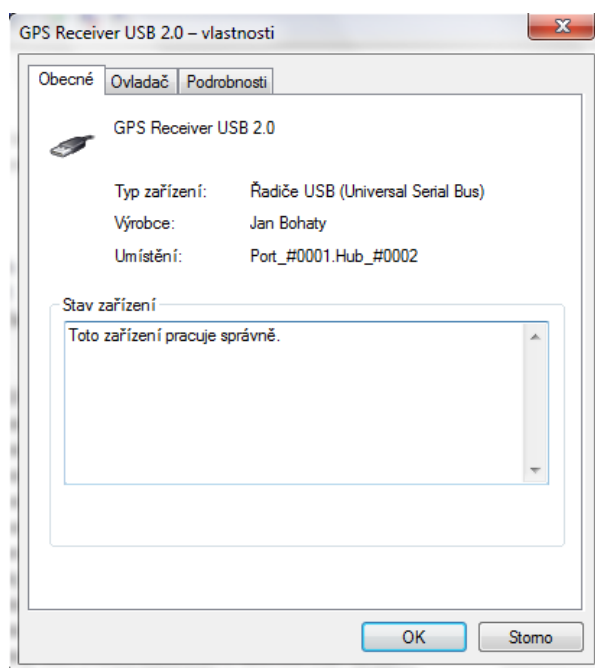 GPS Receiver USB 2.0 – vlastnosti
Obecné Ovladač Podrobnosti
GPS Receiver USB 2.0
Typ zařízení: Řadiče USB (Universal Serial Bus)
Výrobce: Jan Bohaty
Umístění: Port_#0001.Hub_#0002
Stav zařízení
Toto zařízení pracuje správně.
OK Storno